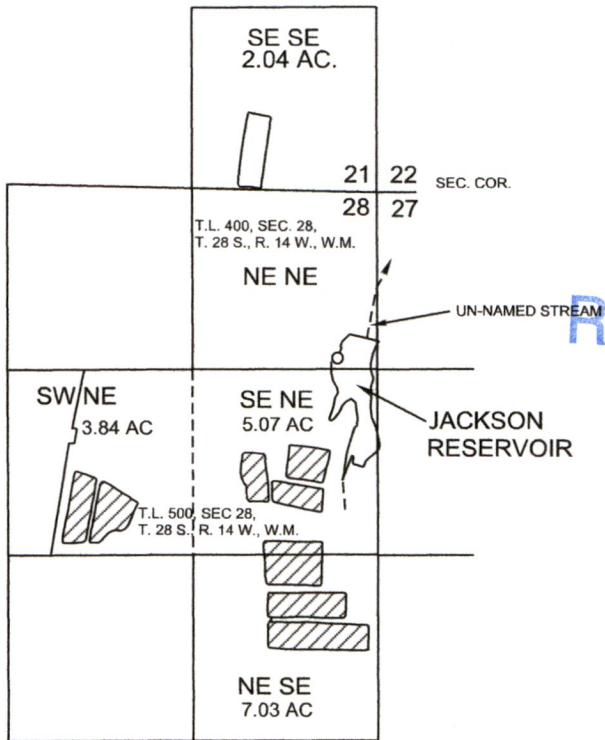 SE SE
2.04 AC.
21 22
SEC. COR.
28 27
T.L. 400, SEC. 28,
T. 28 S., R. 14 W., W.M.
NE NE
UN-NAMED STREAM
R
SW NE
3.84 AC
SE NE
5.07 AC
JACKSON
RESERVOIR
T.L. 500, SEC 28,
T. 28 S., R. 14 W., W.M.
NE SE
7.03 AC